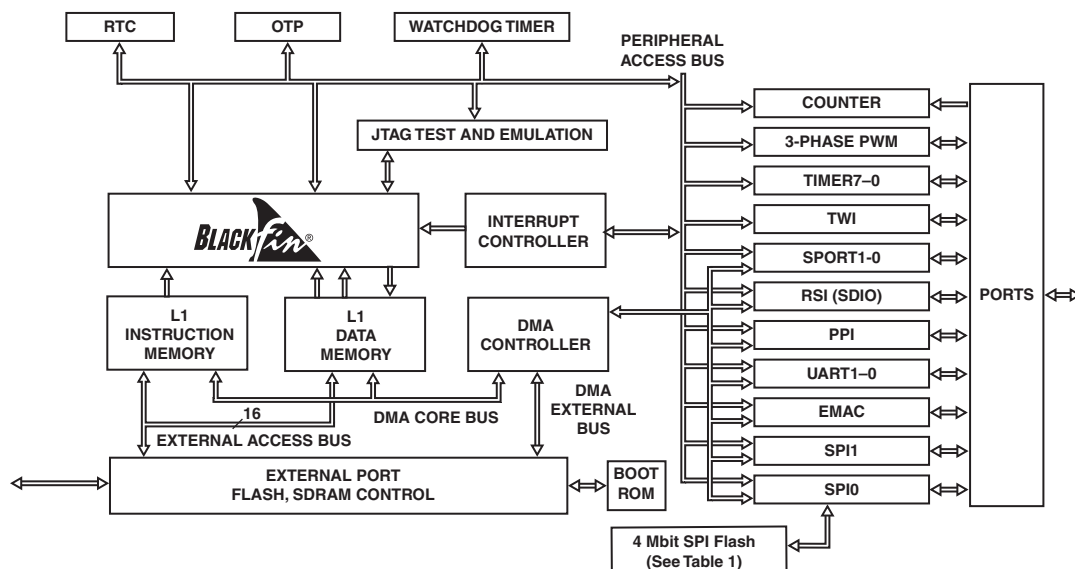 RTC
OTP
WATCHDOG TIMER
PERIPHERAL
ACCESS BUS
JTAG TEST AND EMULATION
COUNTER
3-PHASE PWM
TIMER7–0
TWI
SPORT1-0
RSI (SDIO)
PPI
UART1–0
EMAC
SPI1
SPI0
PORTS
BLACKfin®
INTERRUPT
CONTROLLER
L1
INSTRUCTION
MEMORY
L1
DATA
MEMORY
DMA
CONTROLLER
16
DMA CORE BUS
EXTERNAL ACCESS BUS
DMA
EXTERNAL
BUS
EXTERNAL PORT
FLASH, SDRAM CONTROL
BOOT
ROM
4 Mbit SPI Flash
(See Table 1)